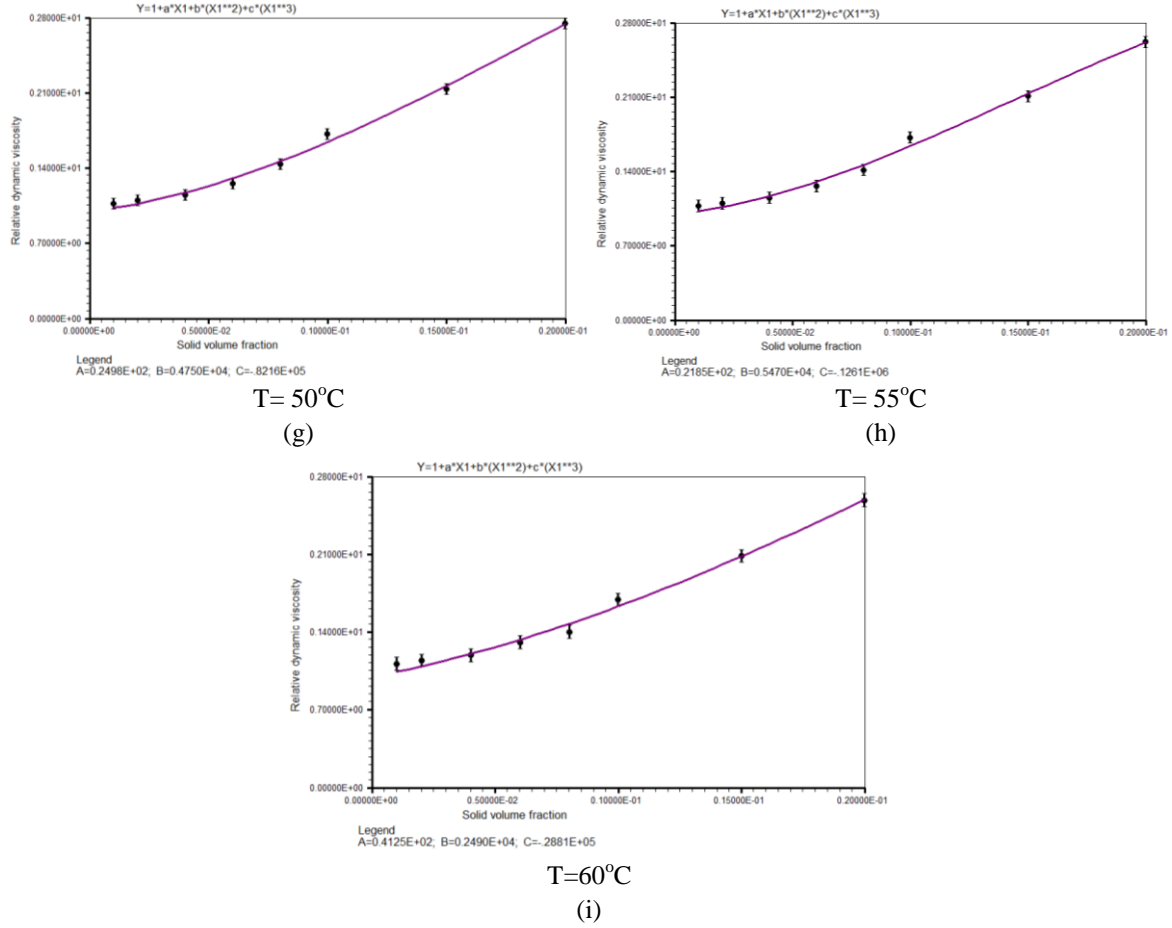 Y=1+a*X1+b*(X1**2)+c*(X1**3)
0.28000E+01
0.21000E+01
0.14000E+01
0.70000E+00
0.00000E+00
Relative dynamic viscosity
0.00000E+00 0.50000E-02 0.10000E-01 0.15000E-01 0.20000E-01
Solid volume fraction
Legend
A=0.2498E+02; B=0.4750E+04; C=-.8216E+05
T= 50°C
(g)
Y=1+a*X1+b*(X1**2)+c*(X1**3)
0.28000E+01
0.21000E+01
0.14000E+01
0.70000E+00
0.00000E+00
Relative dynamic viscosity
0.00000E+00 0.50000E-02 0.10000E-01 0.15000E-01 0.20000E-01
Solid volume fraction
Legend
A=0.2185E+02; B=0.5470E+04; C=-.1261E+06
T= 55°C
(h)
Y=1+a*X1+b*(X1**2)+c*(X1**3)
0.28000E+01
0.21000E+01
0.14000E+01
0.70000E+00
0.00000E+00
Relative dynamic viscosity
0.00000E+00 0.50000E-02 0.10000E-01 0.15000E-01 0.20000E-01
Solid volume fraction
Legend
A=0.4125E+02; B=0.2490E+04; C=-.2881E+05
T=60°C
(i)